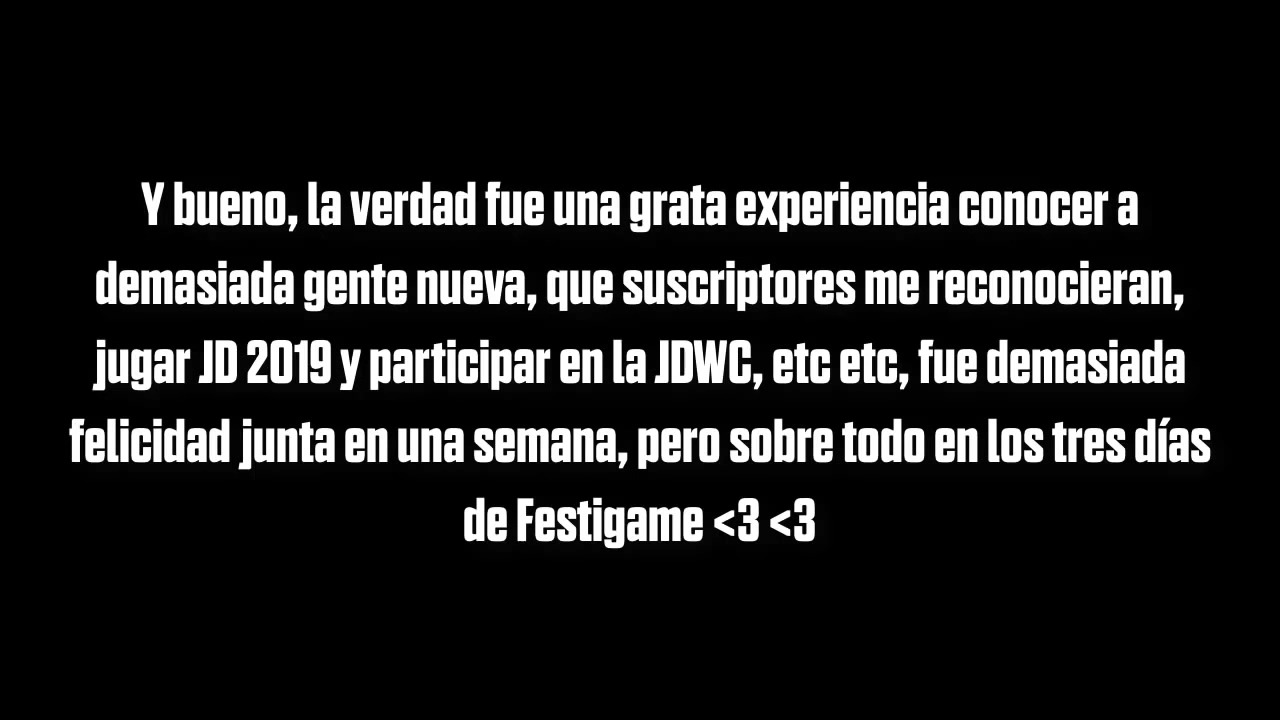 Y bueno, la verdad fue una grata experiencia conocer a
demasiada gente nueva, que suscriptores me reconocieran,
jugar JD 2019 y participar en la JDWC, etc etc, fue demasiada
felicidad junta en una semana, pero sobre todo en los tres días
de Festigame <3 <3